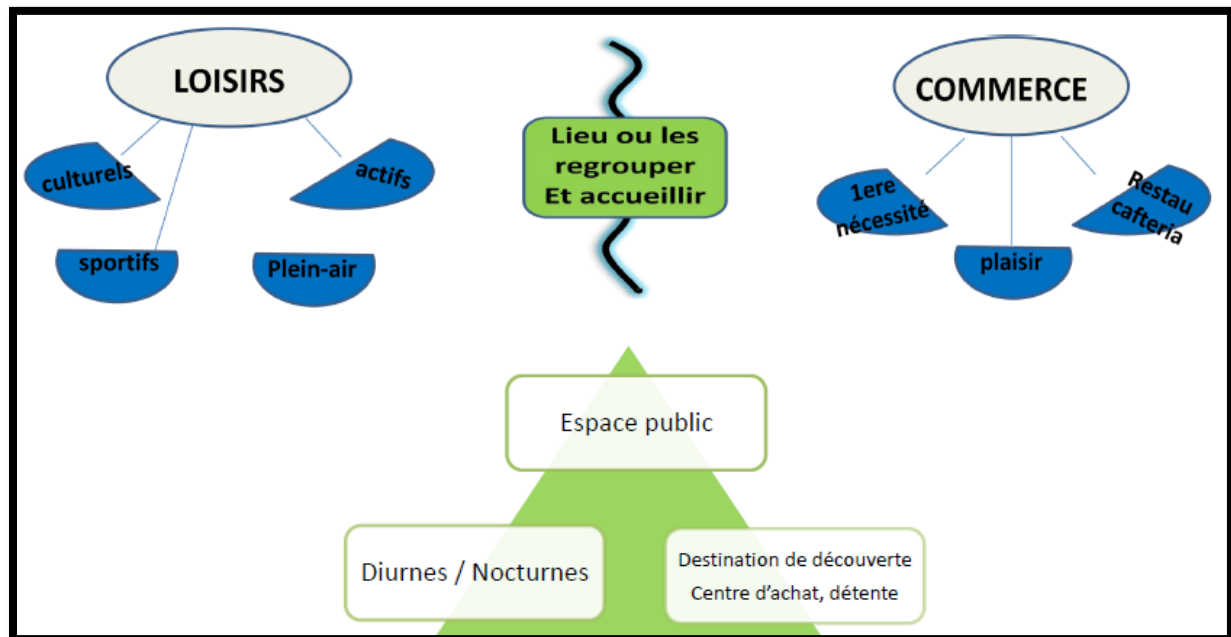 LOISIRS
culturels
actifs
sportifs
Plein-air
Lieu ou les
regrouper
Et accueillir
COMMERCE
1ere
nécessité
plaisir
Restau
cafteria
Espace public
Diurnes / Nocturnes
Destination de découverte
Centre d'achat, détente